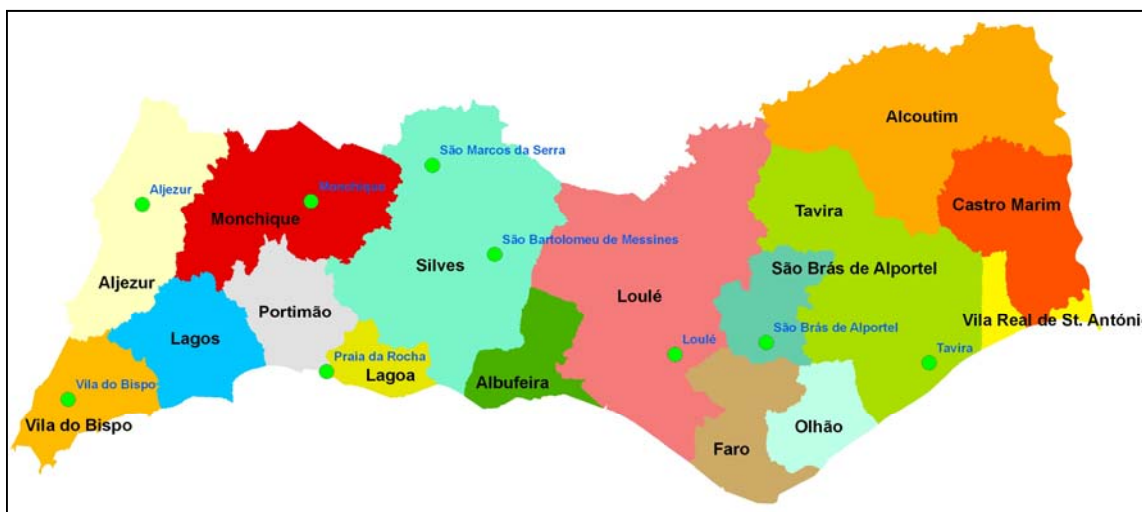 Alcoutim
São Marcos da Serra
Aljezur
Monchique
Monchique
Tavira
Castro Marim
São Bartolomeu de Messines
Silves
São Brás de Alportel
Aljezur
Portimão
Loulé
Vila Real de St. Antóni
Lagos
São Brás de Alportel
Loulé
Praia da Rocha
Tavira
Lagoa
Albufeira
Vila do Bispo
Vila do Bispo
Olhão
Faro